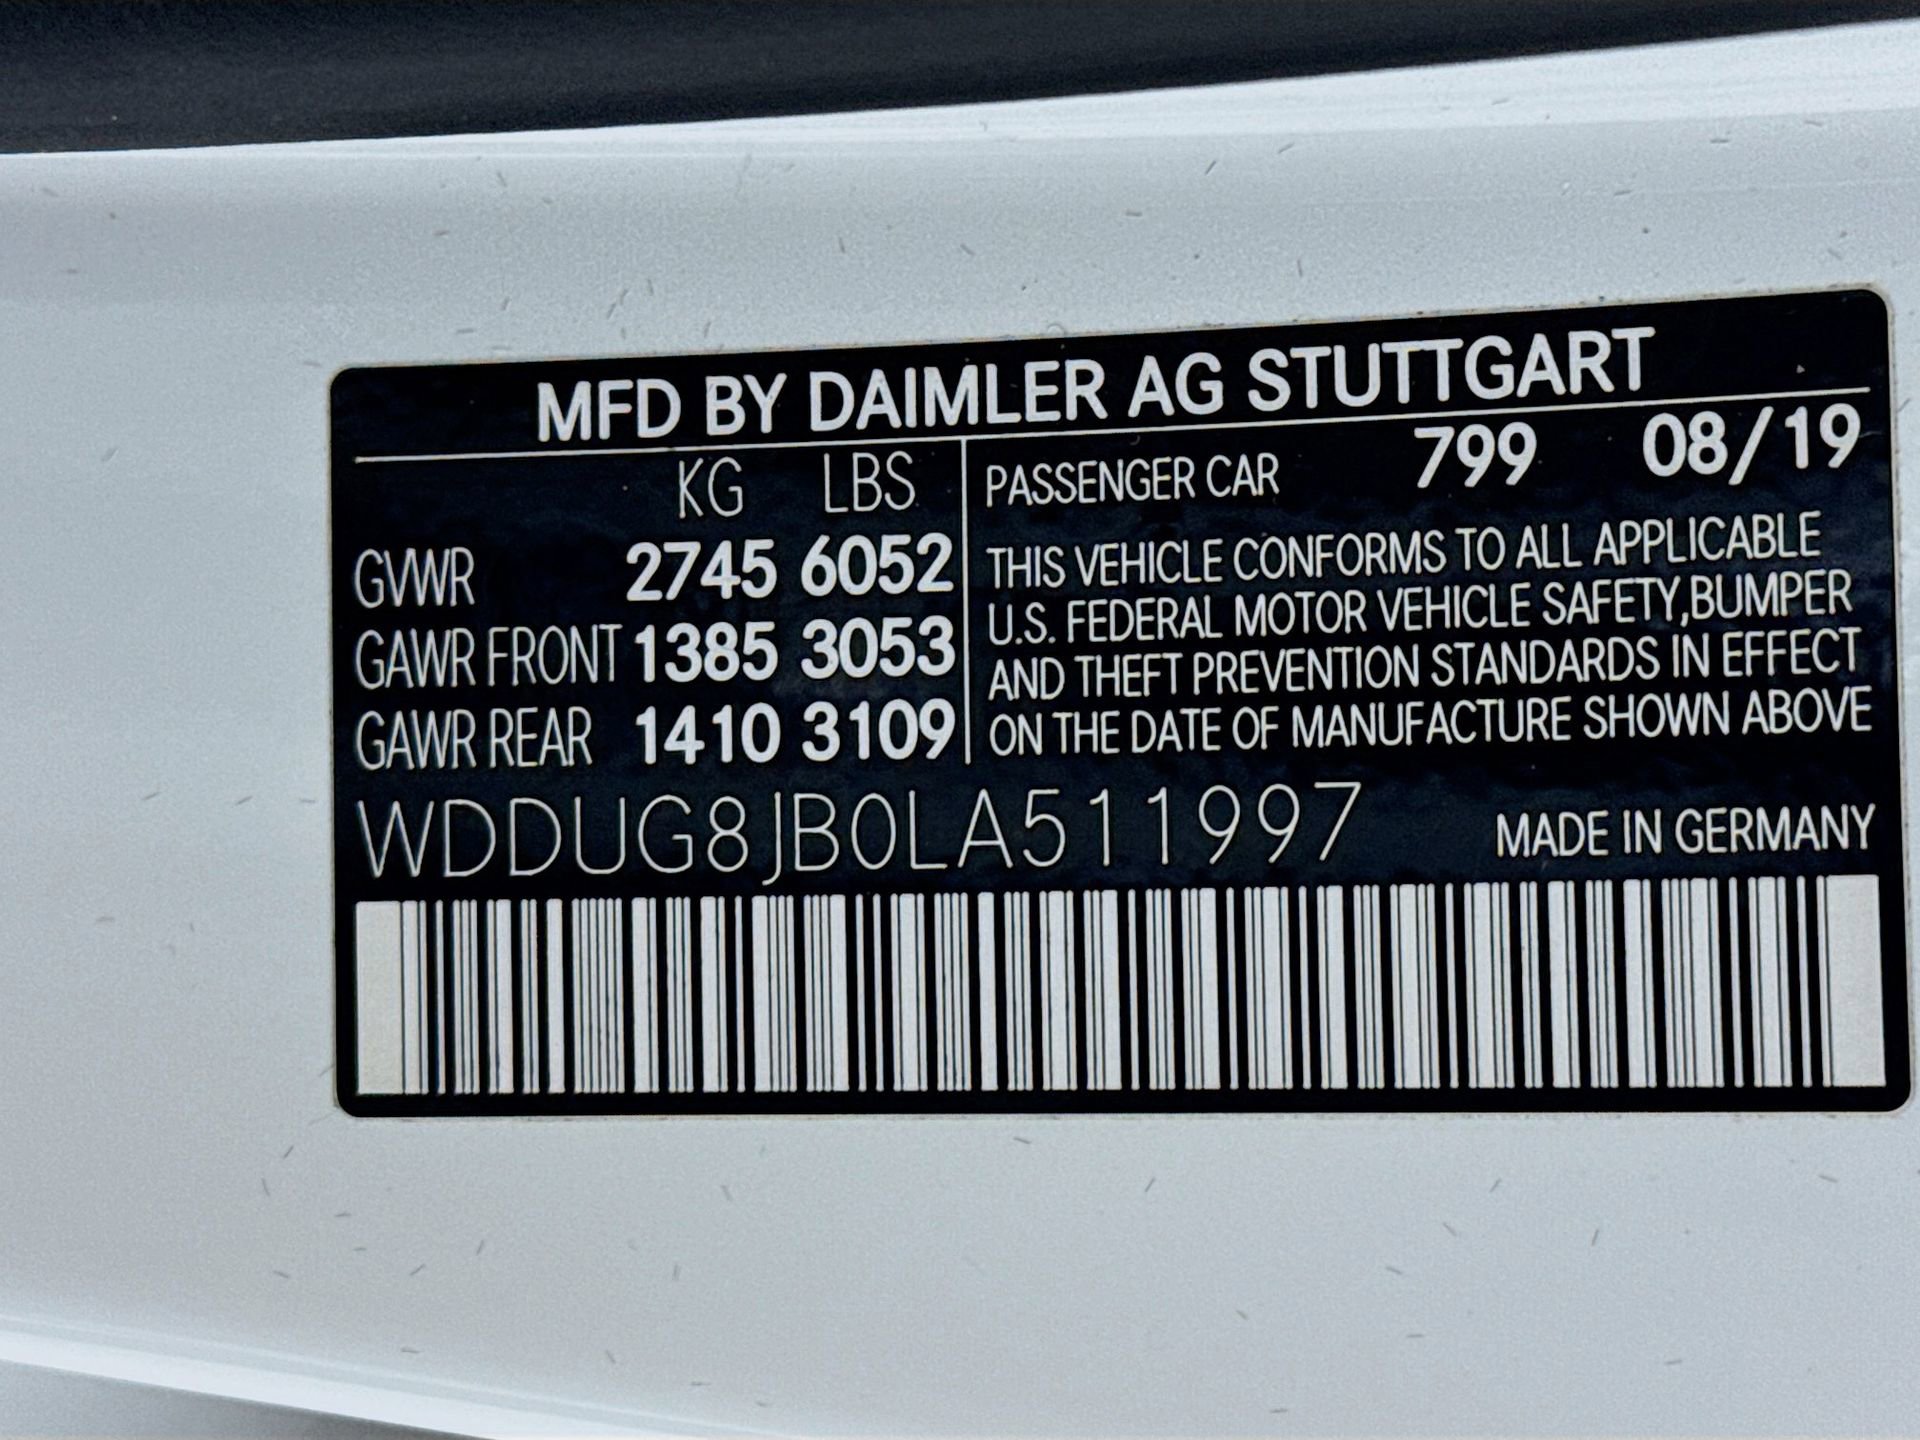 MFD BY DAIMLER AG STUTTGART
KG LBS
GVWR 2745 6052
GAWR FRONT 1385 3053
GAWR REAR 1410 3109
PASSENGER CAR 799 08/19
THIS VEHICLE CONFORMS TO ALL APPLICABLE
U.S. FEDERAL MOTOR VEHICLE SAFETY,BUMPER
AND THEFT PREVENTION STANDARDS IN EFFECT
ON THE DATE OF MANUFACTURE SHOWN ABOVE
WDDUG8JB0LA511997 MADE IN GERMANY